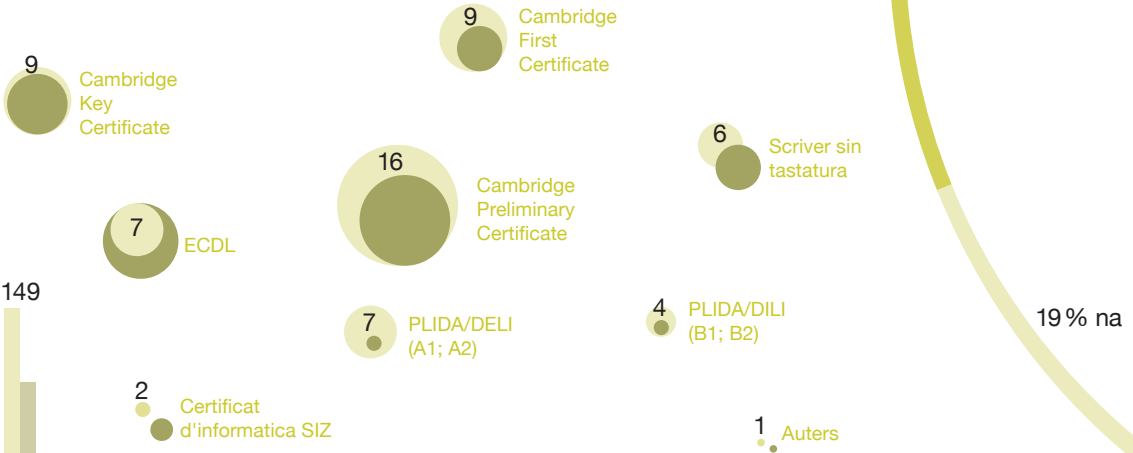 9
Cambridge
Key
Certificate
9
Cambridge
First
Certificate
16
Cambridge
Preliminary
Certificate
6
Scriver sin
tastatura
7
ECDL
149
7
PLIDA/DELI
(A1; A2)
4
PLIDA/DILI
(B1; B2)
19 % na
2
Certificat
d'informatica SIZ
1
Auters